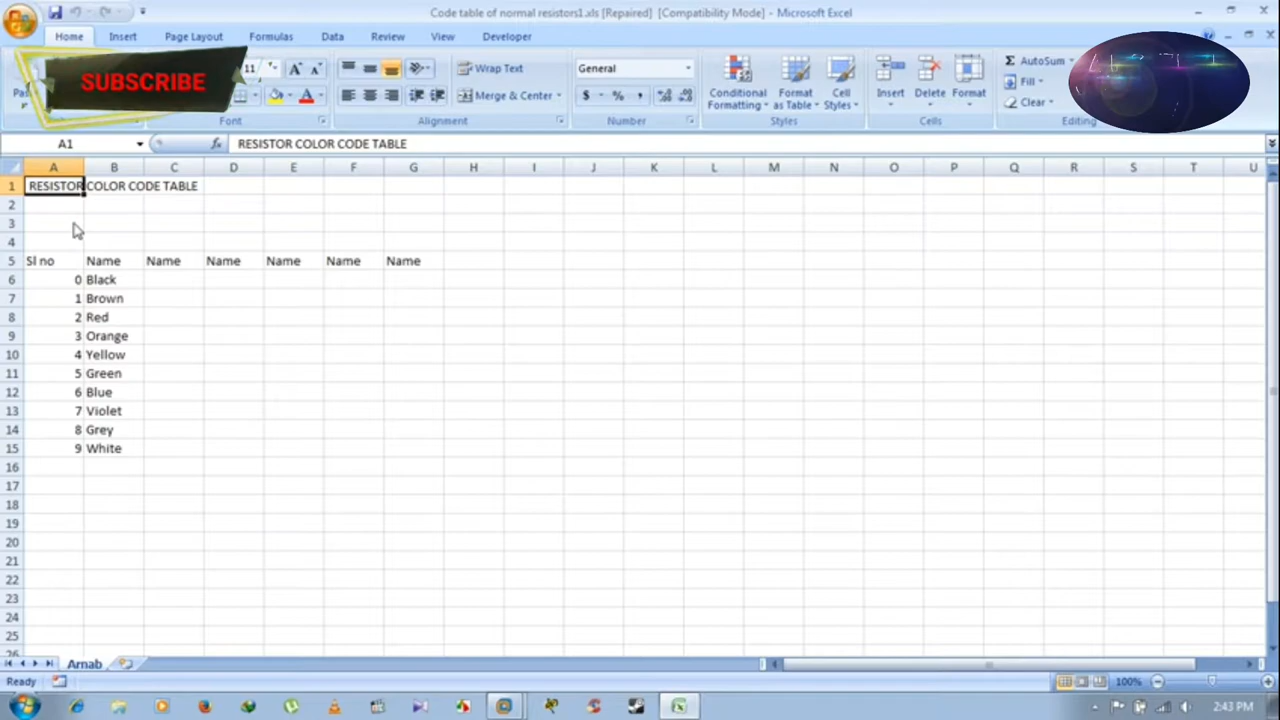 Code table of normal resistors1.xls [Repaired] [Compatibility Mode] - Microsoft Excel
Home Insert Page Layout Formulas Data Review View Developer
SUBSCRIBE
11 A A Wrap Text General Conditional Formatting Format as Table Cell Styles Insert Delete Format Σ AutoSum
Merge & Center $ % , Fill
Clear
Font Alignment Number Styles Cells Editing
A1 fx RESISTOR COLOR CODE TABLE
A B C D E F G H I J K L M N O P Q R S T U
1 RESISTOR COLOR CODE TABLE
2
3
4
5 Sl no Name Name Name Name Name Name
6 0 Black
7 1 Brown
8 2 Red
9 3 Orange
10 4 Yellow
11 5 Green
12 6 Blue
13 7 Violet
14 8 Grey
15 9 White
16
17
18
19
20
21
22
23
24
25
26
Arnab
Ready 100%
2:43 PM